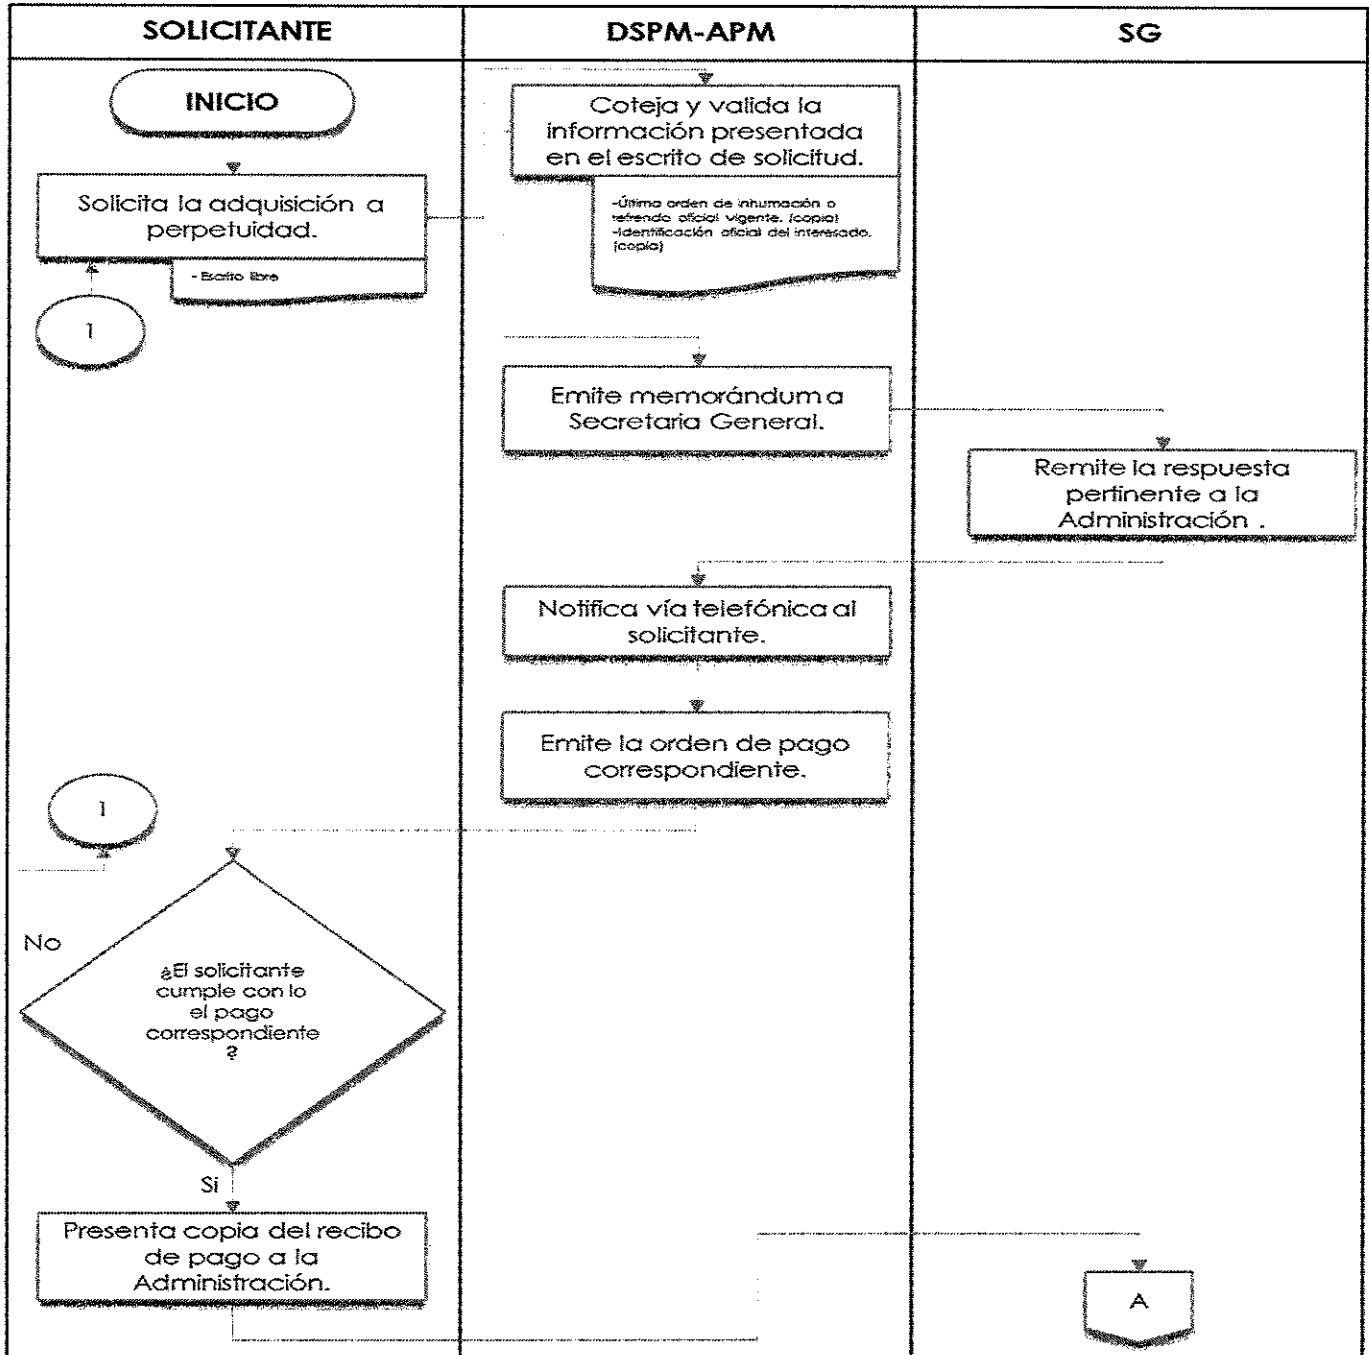 SOLICITANTE
DSPM-APM
SG
INICIO
Solicita la adquisición a
perpetuidad.
- Escrito libre
1
Coteja y valida la
información presentada
en el escrito de solicitud.
-Última orden de inhumación o
refrendo oficial vigente. (copia)
-Identificación oficial del interesado.
(copia)
Emite memorándum a
Secretaria General.
Remite la respuesta
pertinente a la
Administración .
Notifica vía telefónica al
solicitante.
Emite la orden de pago
correspondiente.
1
No
¿El solicitante
cumple con lo
el pago
correspondiente
?
Si
Presenta copia del recibo
de pago a la
Administración.
A